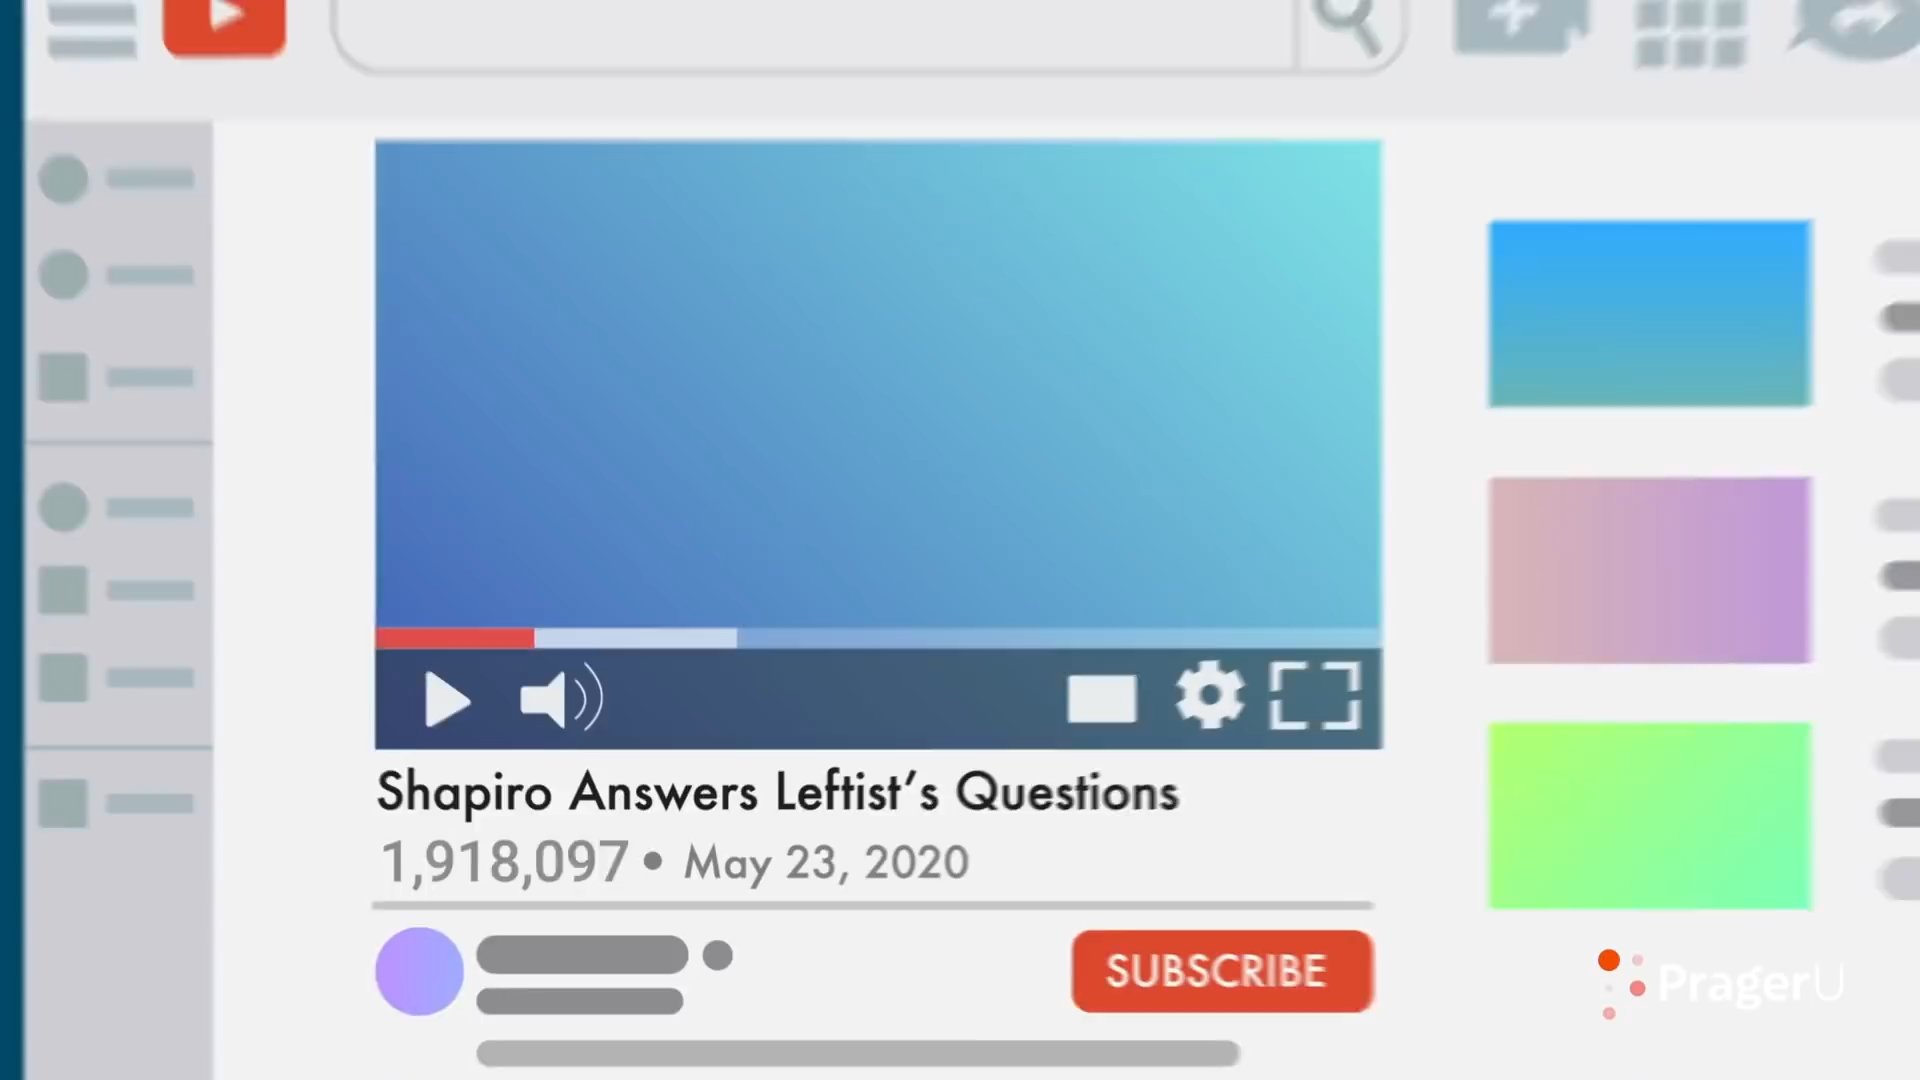 Shapiro Answers Leftist’s Questions
1,918,097 • May 23, 2020
SUBSCRIBE
PragerU